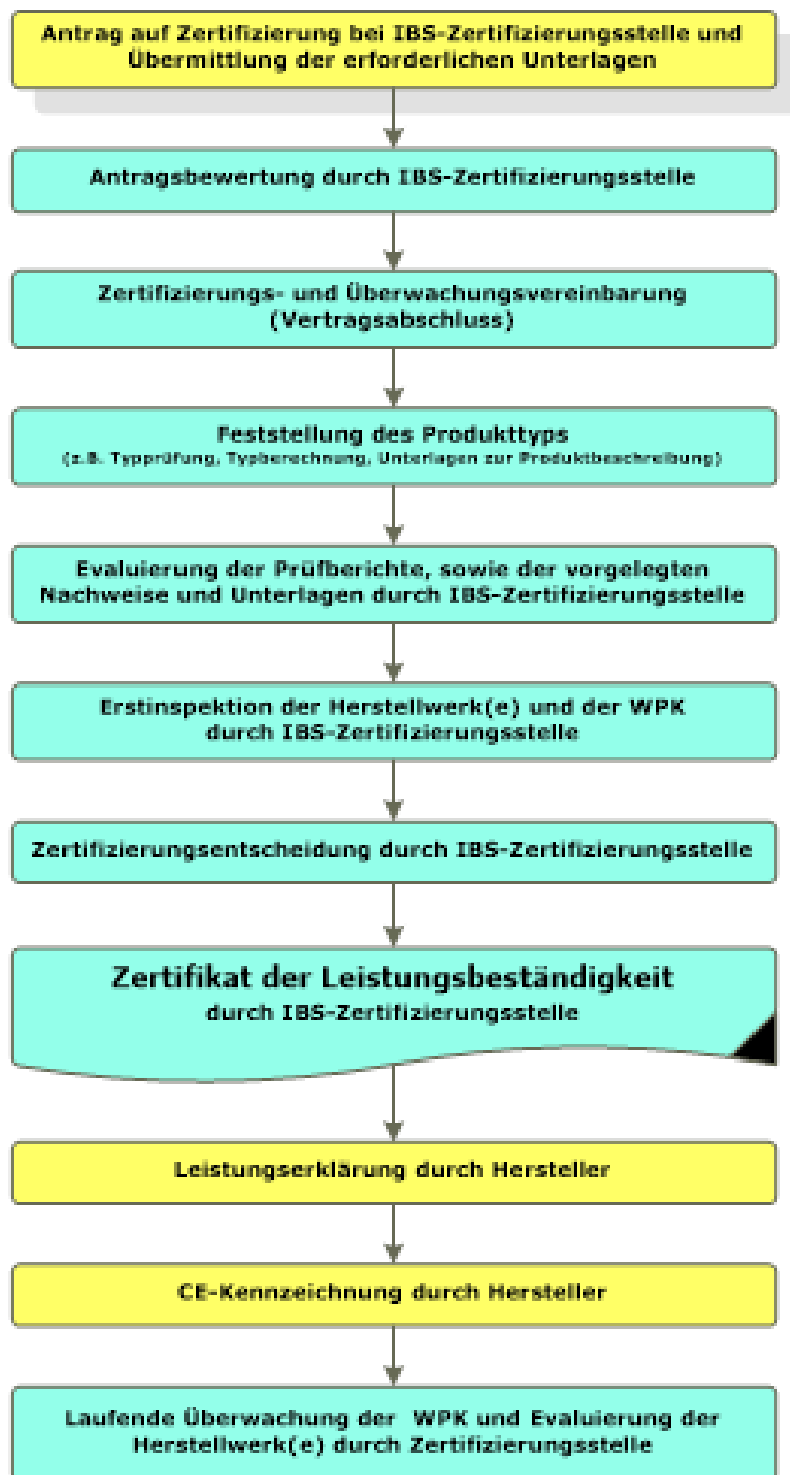 Antrag auf Zertifizierung bei IBS-Zertifizierungsstelle und
Übermittlung der erforderlichen Unterlagen
Antragsbewertung durch IBS-Zertifizierungsstelle
Zertifizierungs- und Überwachungsvereinbarung
(Vertragsabschluss)
Feststellung des Produkttyps
(z.B. Typprüfung, Typberechnung, Unterlagen zur Produktbeschreibung)
Evaluierung der Prüfberichte, sowie der vorgelegten
Nachweise und Unterlagen durch IBS-Zertifizierungsstelle
Erstinspektion der Herstellwerk(e) und der WPK
durch IBS-Zertifizierungsstelle
Zertifizierungsentscheidung durch IBS-Zertifizierungsstelle
Zertifikat der Leistungsbeständigkeit
durch IBS-Zertifizierungsstelle
Leistungserklärung durch Hersteller
CE-Kennzeichnung durch Hersteller
Laufende Überwachung der WPK und Evaluierung der
Herstellwerk(e) durch Zertifizierungsstelle